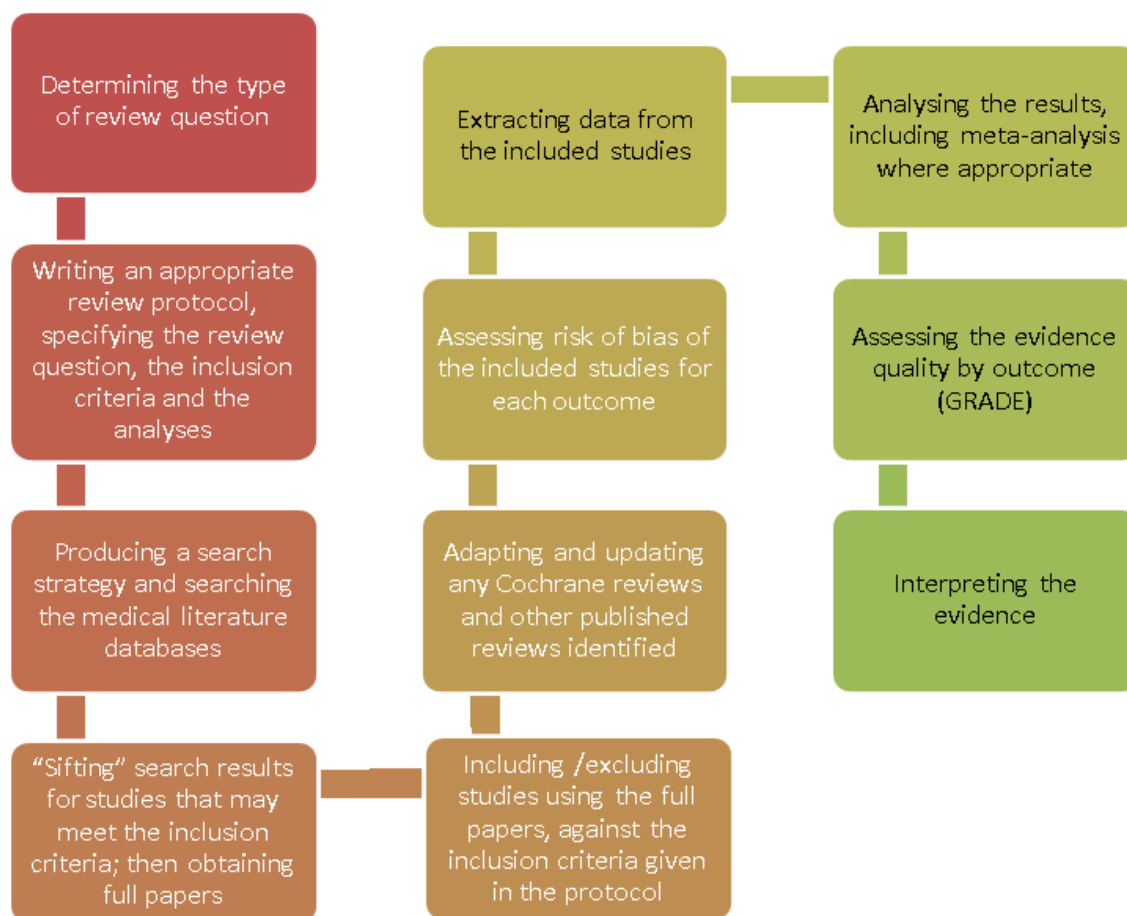 Determining the type
of review question
Writing an appropriate
review protocol,
specifying the review
question, the inclusion
criteria and the
analyses
Producing a search
strategy and searching
the medical literature
databases
“Sifting” search results
for studies that may
meet the inclusion
criteria; then obtaining
full papers
Including /excluding
studies using the full
papers, against the
inclusion criteria given
in the protocol
Adapting and updating
any Cochrane reviews
and other published
reviews identified
Assessing risk of bias of
the included studies for
each outcome
Extracting data from
the included studies
Analysing the results,
including meta-analysis
where appropriate
Assessing the evidence
quality by outcome
(GRADE)
Interpreting the
evidence